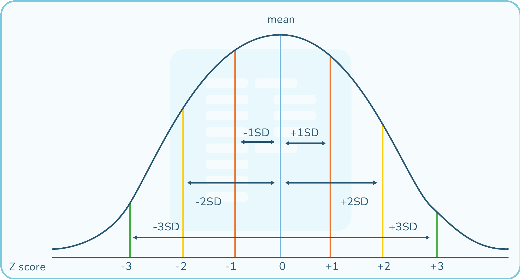 mean
-1SD +1SD
-2SD +2SD
-3SD +3SD
Z score -3 -2 -1 0 +1 +2 +3